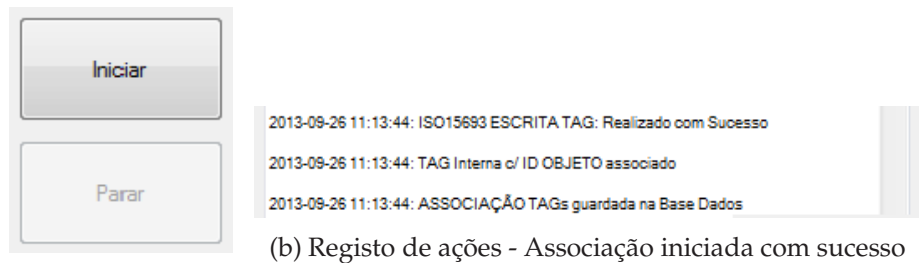 Iniciar
Parar
2013-09-26 11:13:44: ISO15693 ESCRITA TAG: Realizado com Sucesso
2013-09-26 11:13:44: TAG Interna c/ ID OBJETO associado
2013-09-26 11:13:44: ASSOCIAÇÃO TAGs guardada na Base Dados
(b) Registo de ações - Associação iniciada com sucesso